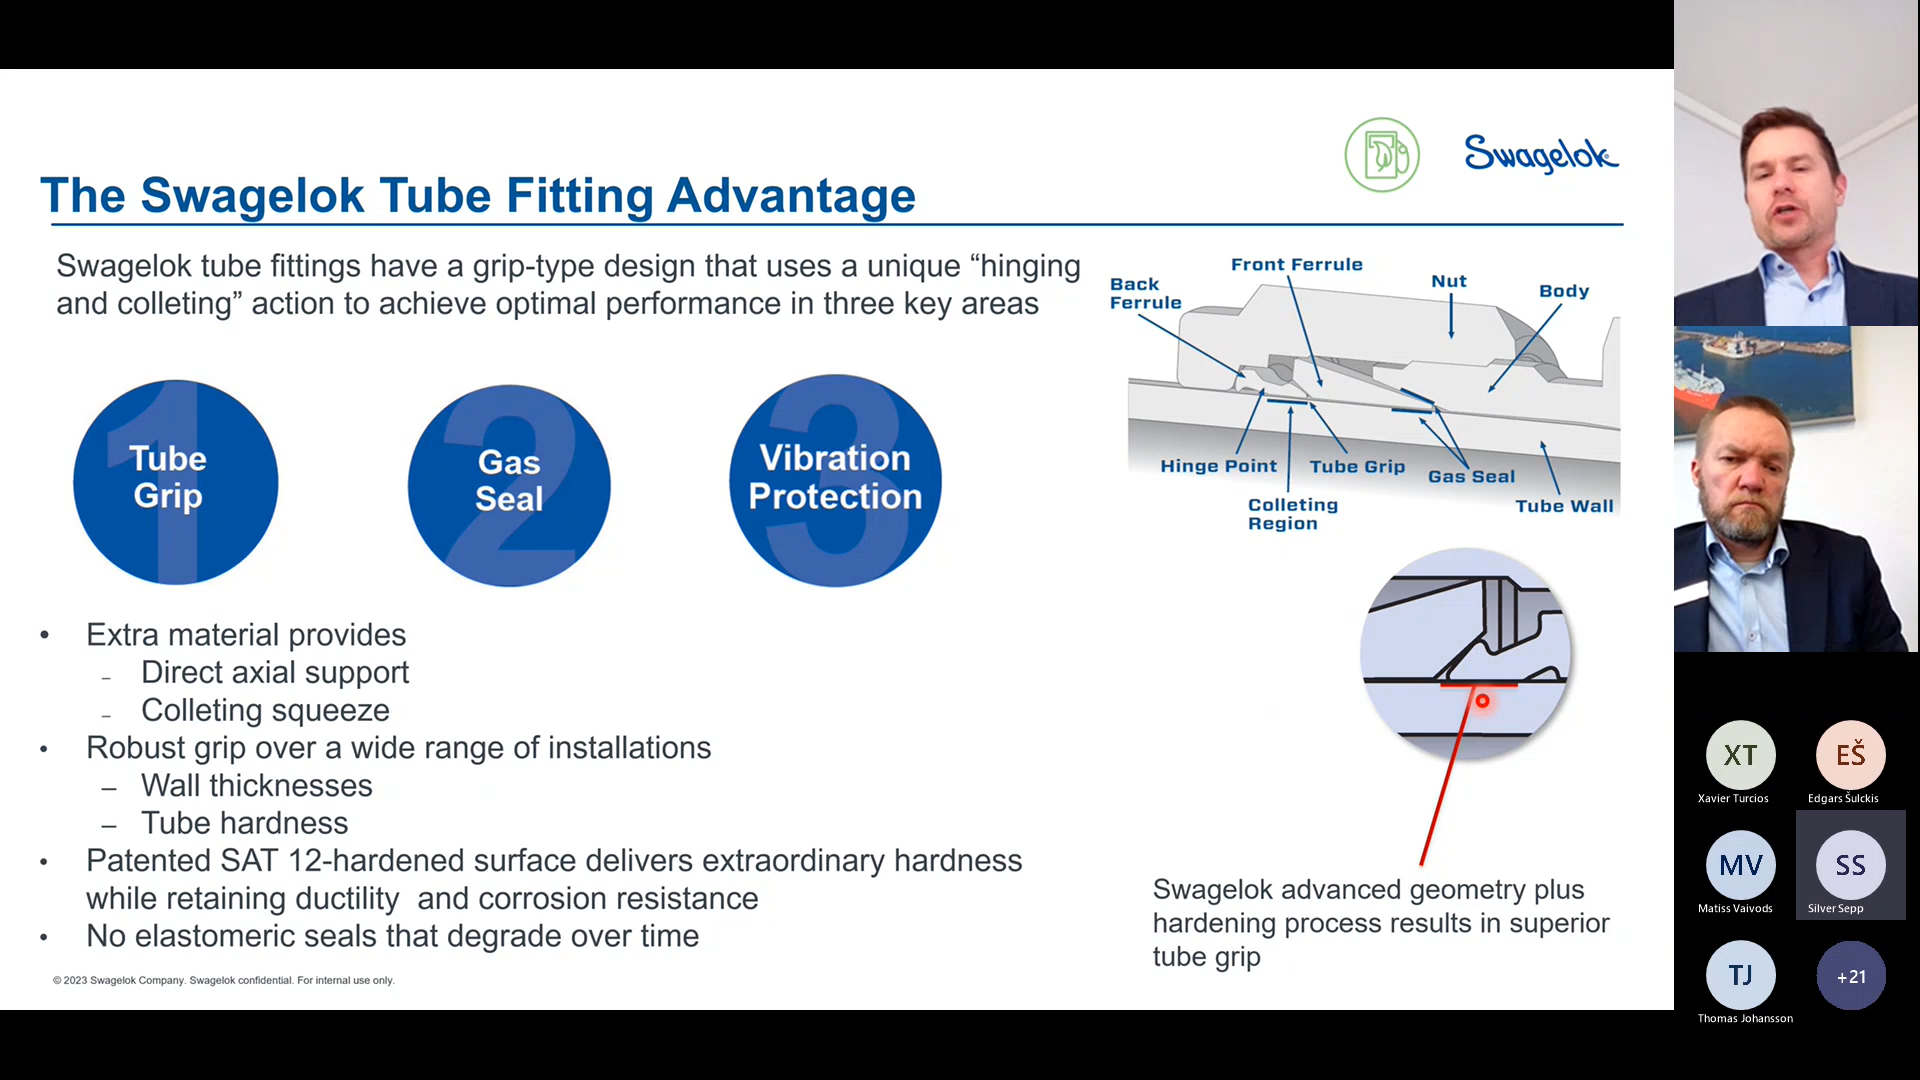 Swagelok
The Swagelok Tube Fitting Advantage
Swagelok tube fittings have a grip-type design that uses a unique “hinging
and colleting” action to achieve optimal performance in three key areas
1
Tube
Grip
2
Gas
Seal
3
Vibration
Protection
Back
Ferrule
Front Ferrule
Nut
Body
Hinge Point
Tube Grip
Gas Seal
Colleting
Region
Tube Wall
• Extra material provides
– Direct axial support
– Colleting squeeze
• Robust grip over a wide range of installations
– Wall thicknesses
– Tube hardness
• Patented SAT 12-hardened surface delivers extraordinary hardness
while retaining ductility  and corrosion resistance
• No elastomeric seals that degrade over time
Swagelok advanced geometry plus
hardening process results in superior
tube grip
© 2023 Swagelok Company. Swagelok confidential. For internal use only.
XT
Xavier Turcios
EŠ
Edgars Šulckis
MV
Matiss Vaivods
SS
Silver Sepp
TJ
Thomas Johansson
+21